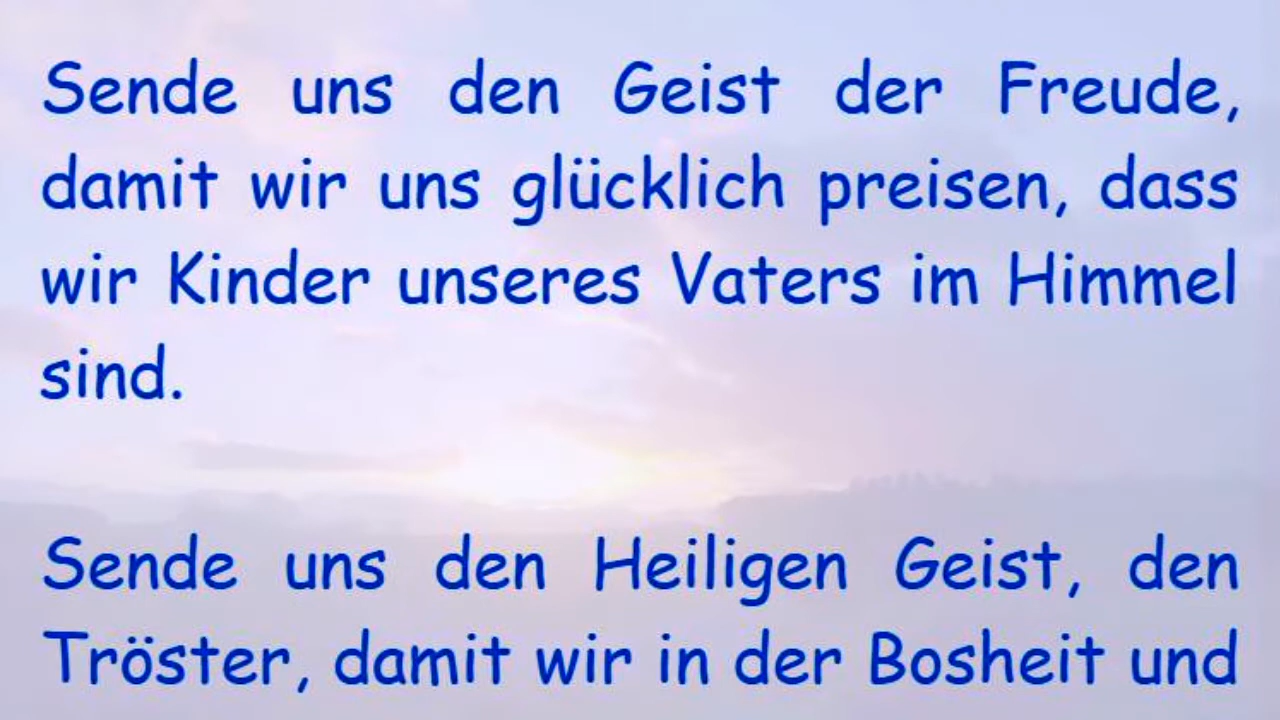 Sende uns den Geist der Freude,
damit wir uns glücklich preisen, dass
wir Kinder unseres Vaters im Himmel
sind.
Sende uns den Heiligen Geist, den
Tröster, damit wir in der Bosheit und